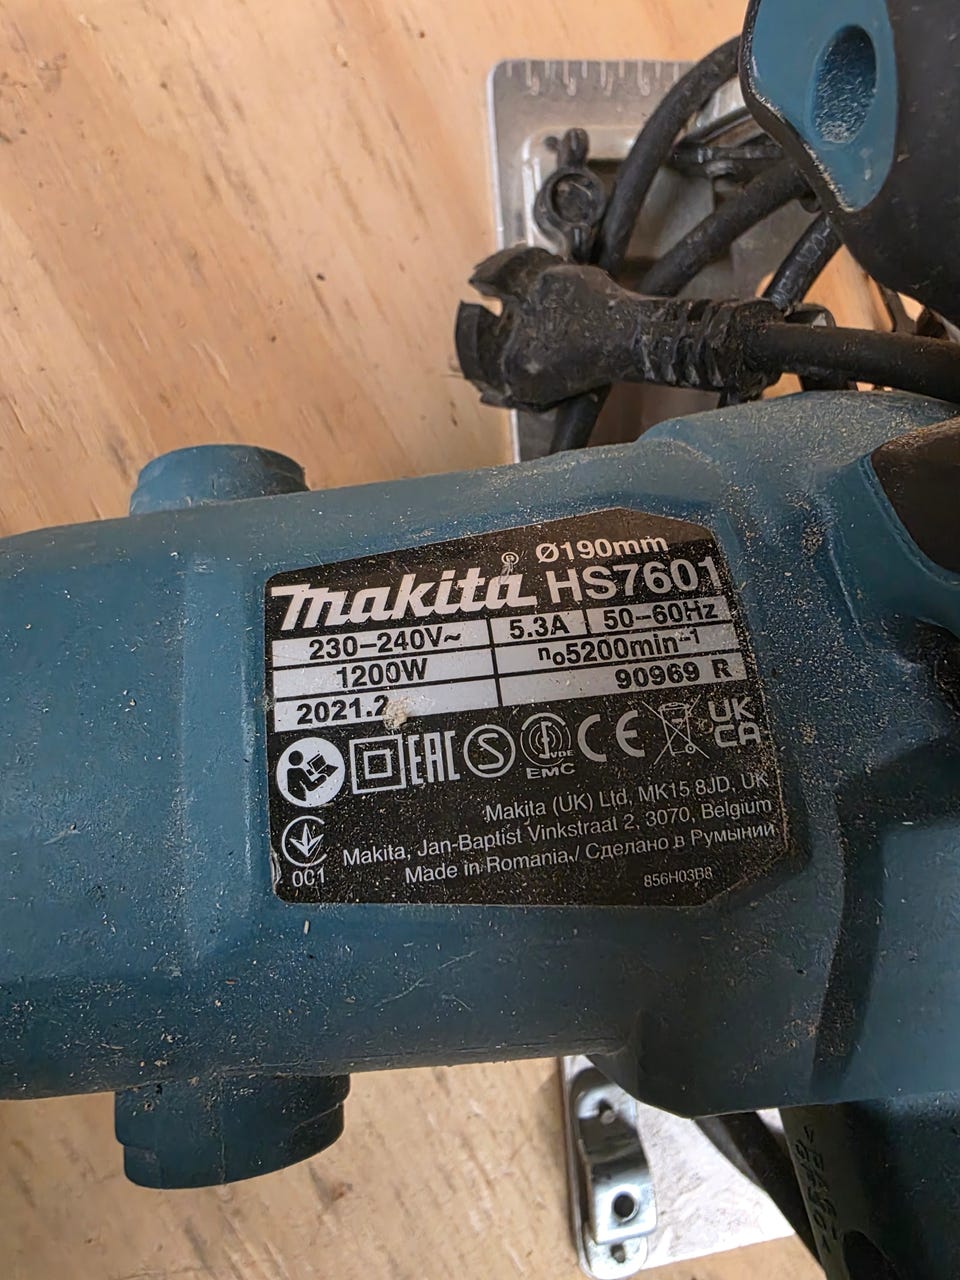 Ø190mm
makita HS7601
230-240V~ 5.3A 50-60Hz
1200W n₀5200min⁻¹
2021.2 90969 R
EAC S VDE EMC CE UK CA
Makita (UK) Ltd, MK15 8JD, UK
Makita, Jan-Baptist Vinkstraat 2, 3070, Belgium
001 Made in Romania / Сделано в Румынии
856H03B8